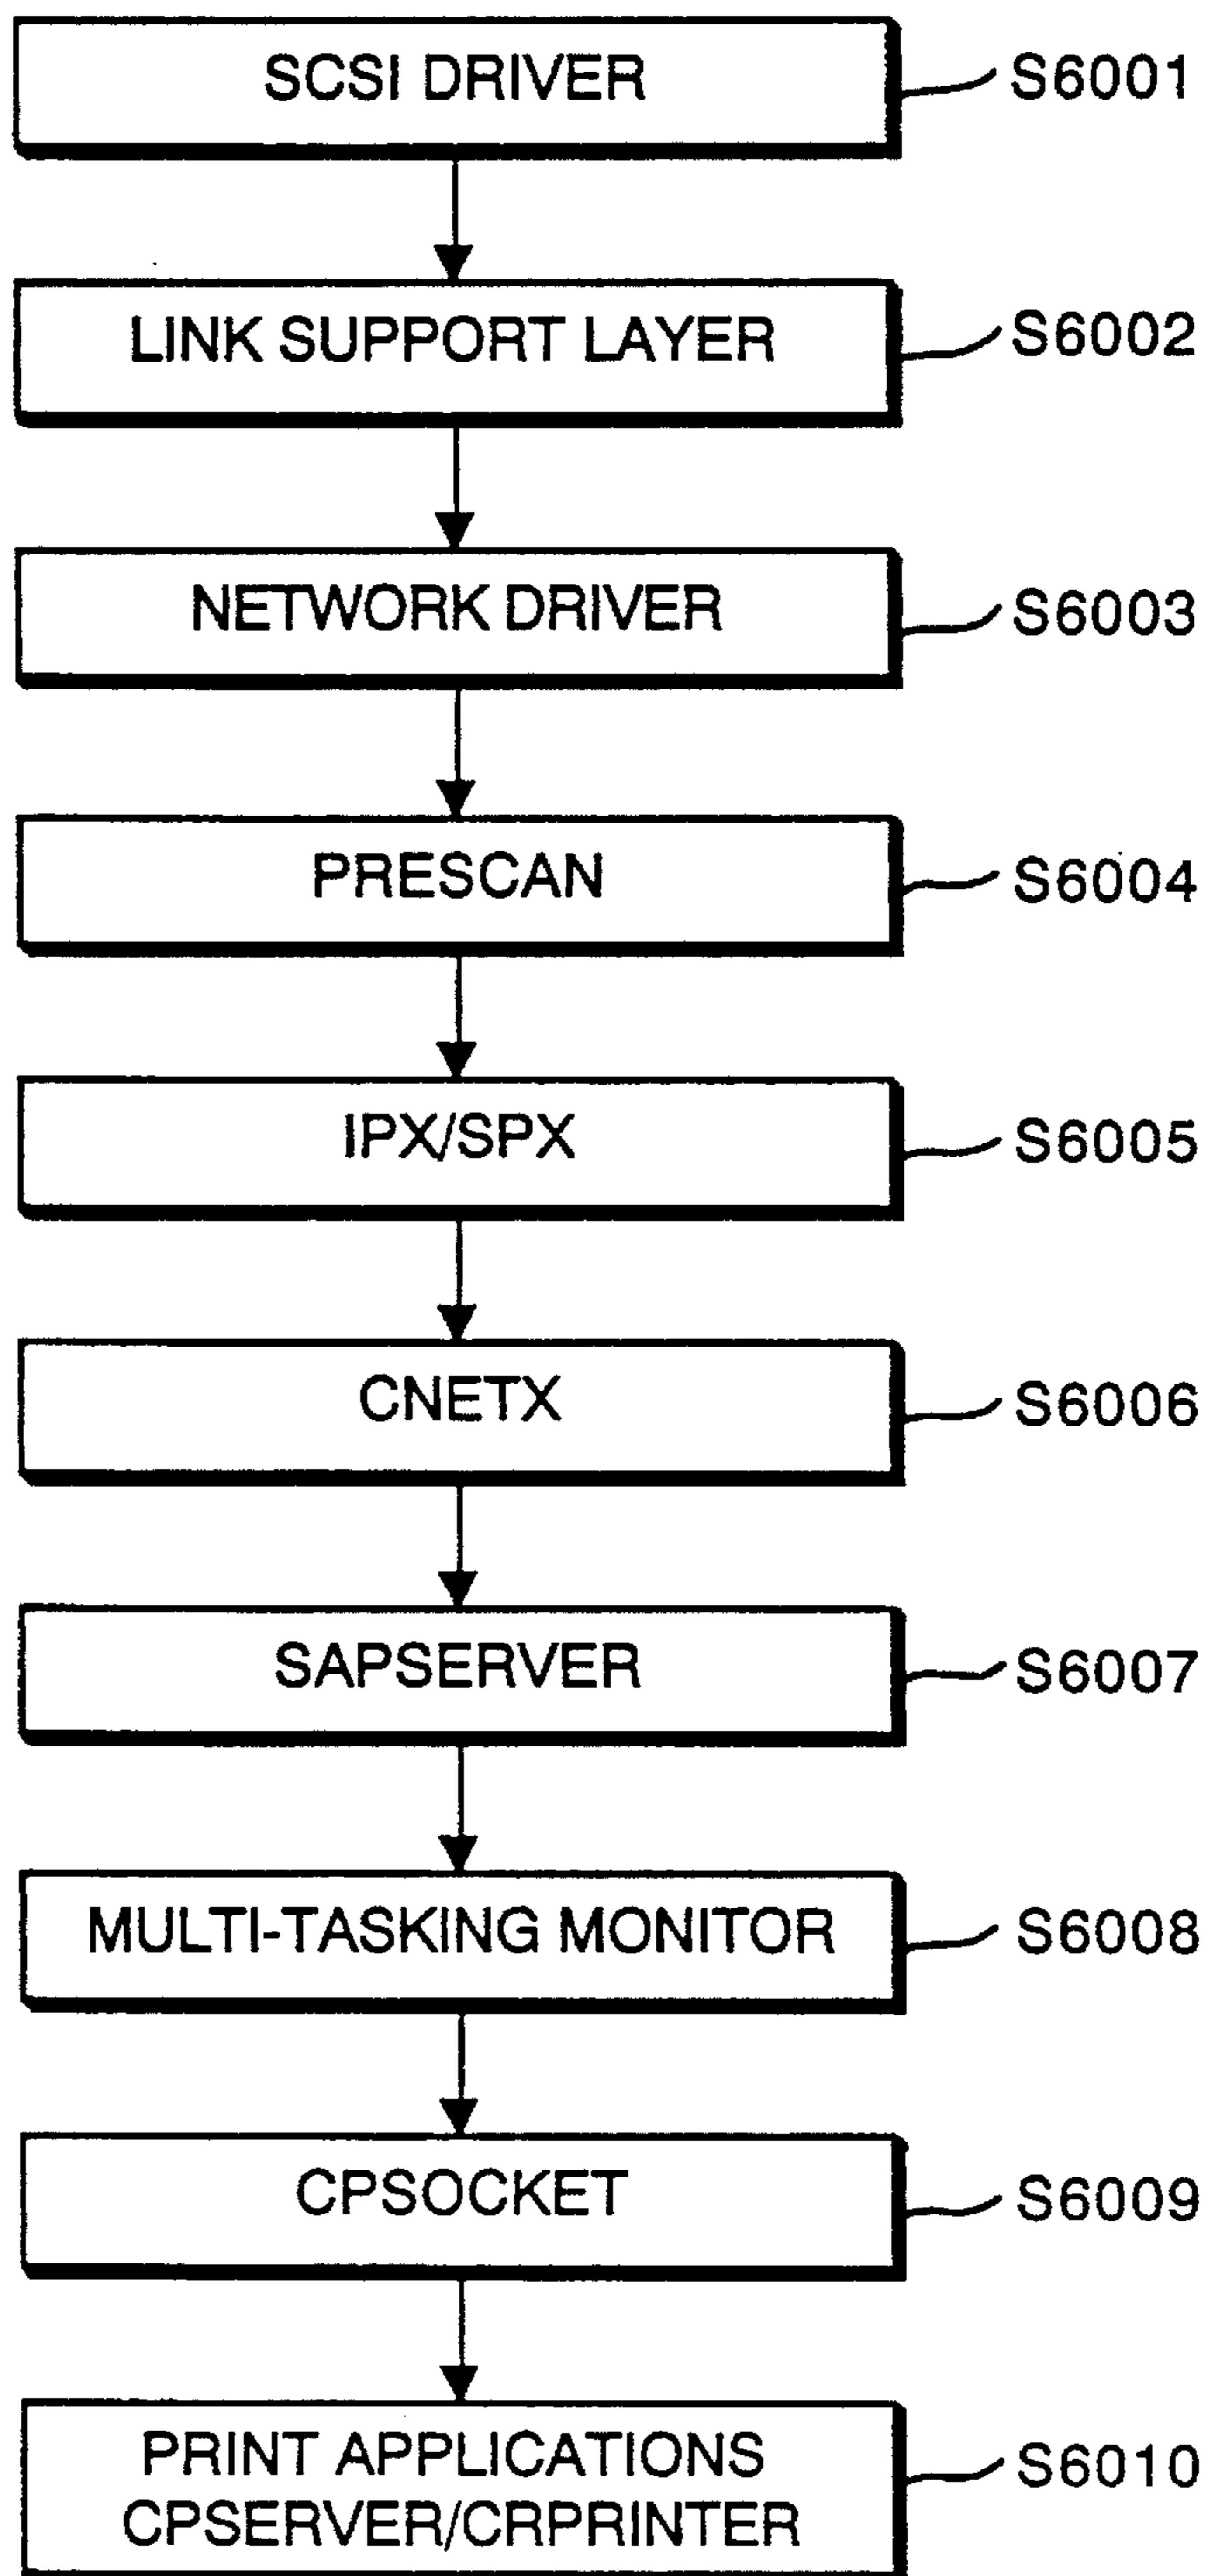 SCSI DRIVER
S6001
LINK SUPPORT LAYER
S6002
NETWORK DRIVER
S6003
PRESCAN
S6004
IPX/SPX
S6005
CNETX
S6006
SAPSERVER
S6007
MULTI-TASKING MONITOR
S6008
CPSOCKET
S6009
PRINT APPLICATIONS
CPSERVER/CRPRINTER
S6010